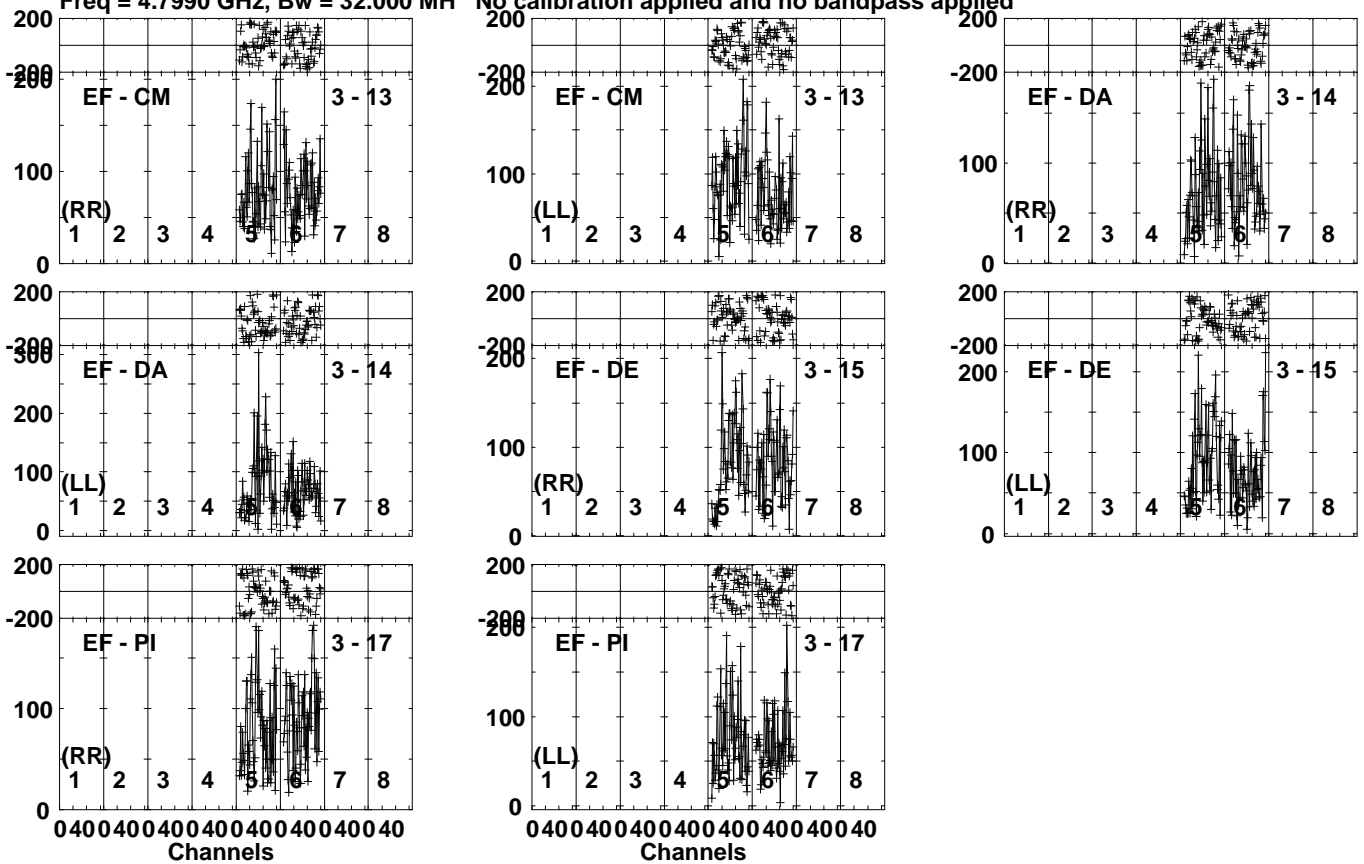 Freq = 4.7990 GHz, Bw = 32.000 MH No calibration applied and no bandpass applied
200 200 200
-200 -200 -200
200 200 200
EF - CM 3 - 13 EF - CM 3 - 13 EF - DA 3 - 14
100 100 100
(RR) (LL) (RR)
1 2 3 4 5 6 7 8 1 2 3 4 5 6 7 8 1 2 3 4 5 6 7 8
0 0 0
200 200 200
-200 -200 -200
300 200 200
EF - DA 3 - 14 EF - DE 3 - 15 EF - DE 3 - 15
200
100 100 100
(LL) (RR) (LL)
1 2 3 4 5 6 7 8 1 2 3 4 5 6 7 8 1 2 3 4 5 6 7 8
0 0 0
200 200
-200 -200
200
EF - PI 3 - 17 EF - PI 3 - 17
100 100
(RR) (LL)
1 2 3 4 5 6 7 8 1 2 3 4 5 6 7 8
0 0
0 40 0 40 0 40 0 40 0 40 0 40 0 40 0 40 0 40 0 40 0 40 0 40 0 40 0 40 0 40 0 40
Channels Channels